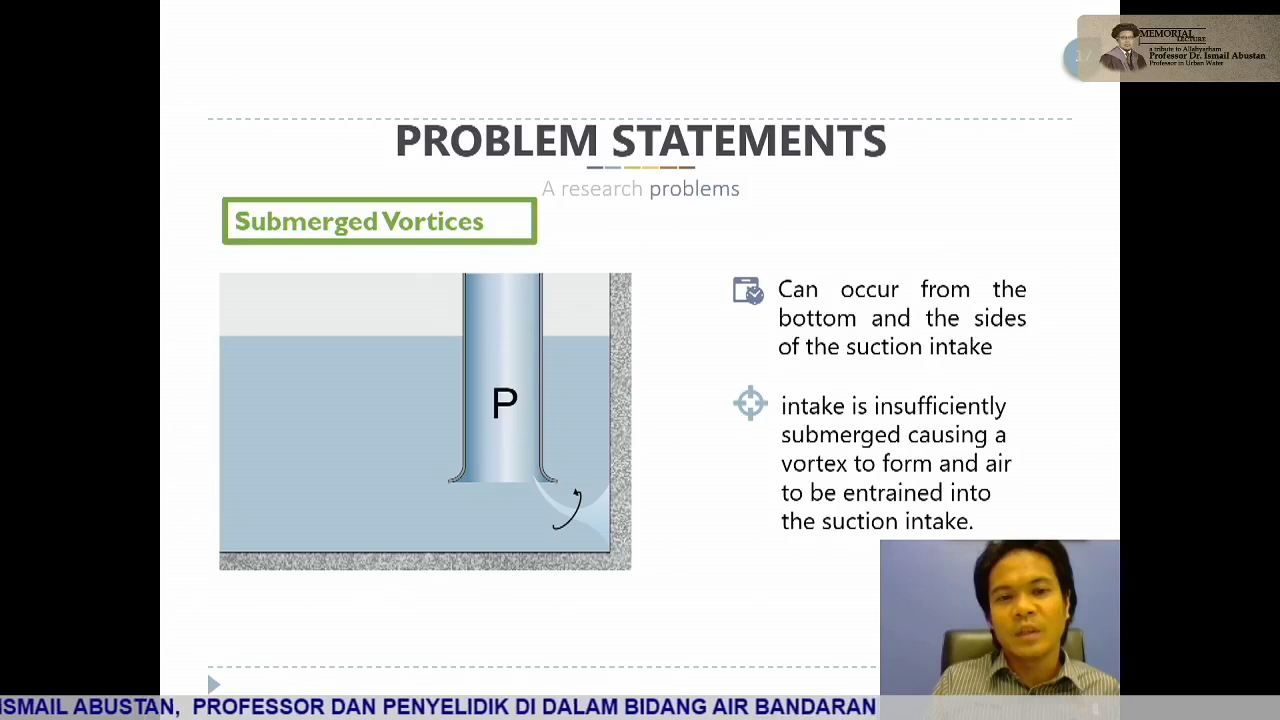 MEMORIAL
LECTURE
a tribute to Allahyarham
Professor Dr. Ismail Abustan
Professor in Urban Water
PROBLEM STATEMENTS
A research problems
Submerged Vortices
P
Can occur from the
bottom and the sides
of the suction intake
intake is insufficiently
submerged causing a
vortex to form and air
to be entrained into
the suction intake.
ISMAIL ABUSTAN, PROFESSOR DAN PENYELIDIK DI DALAM BIDANG AIR BANDARAN